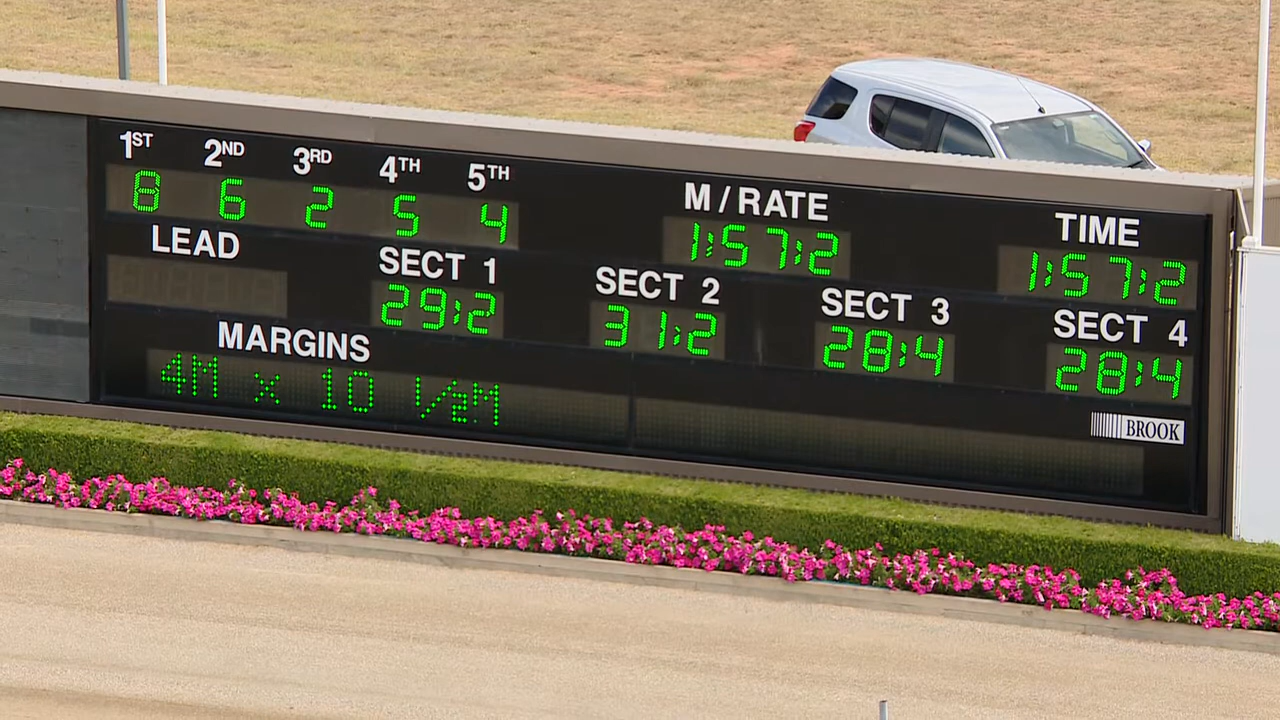 1ST 2ND 3RD 4TH 5TH
8 6 2 5 4
M / RATE
1:57:2
TIME
1:57:2
LEAD
SECT 1
29:2
SECT 2
31:2
SECT 3
28:4
SECT 4
28:4
MARGINS
4M x 10 1/2M
BROOK